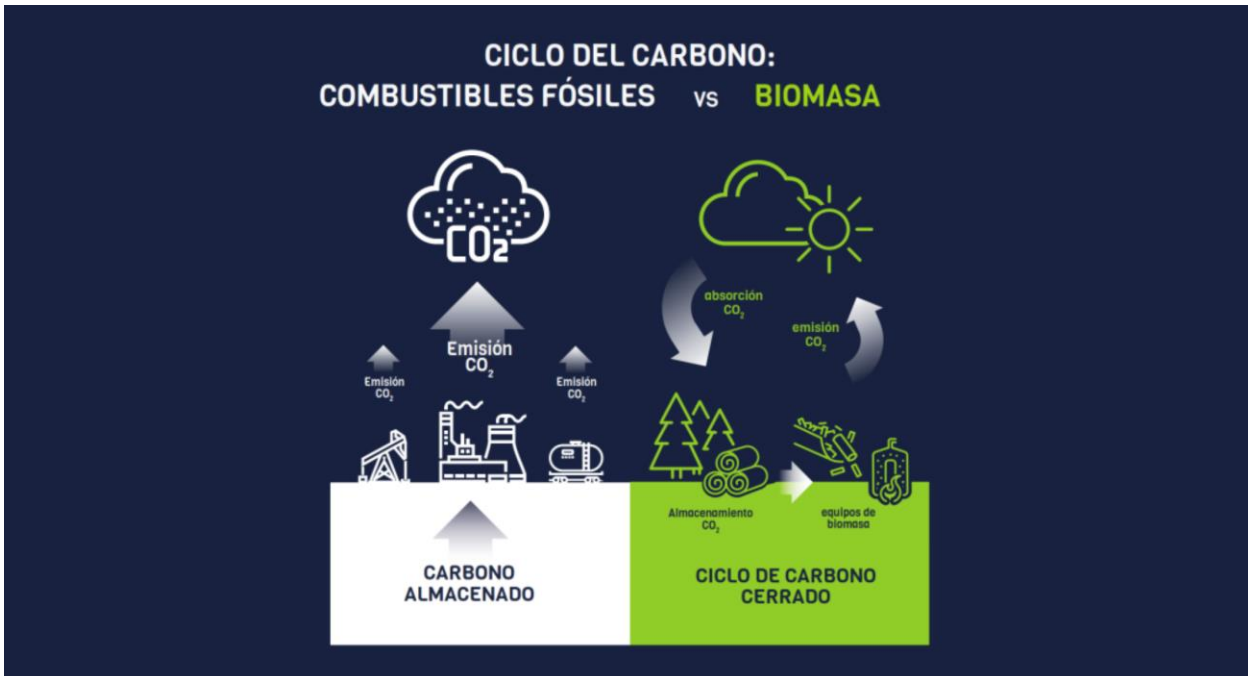 CICLO DEL CARBONO:
COMBUSTIBLES FÓSILES VS BIOMASA
CO₂
Emisión
CO₂
Emisión
CO₂
Emisión
CO₂
CARBONO
ALMACENADO
absorción
CO₂
emisión
CO₂
Almacenamiento
CO₂
equipos de
biomasa
CICLO DE CARBONO
CERRADO